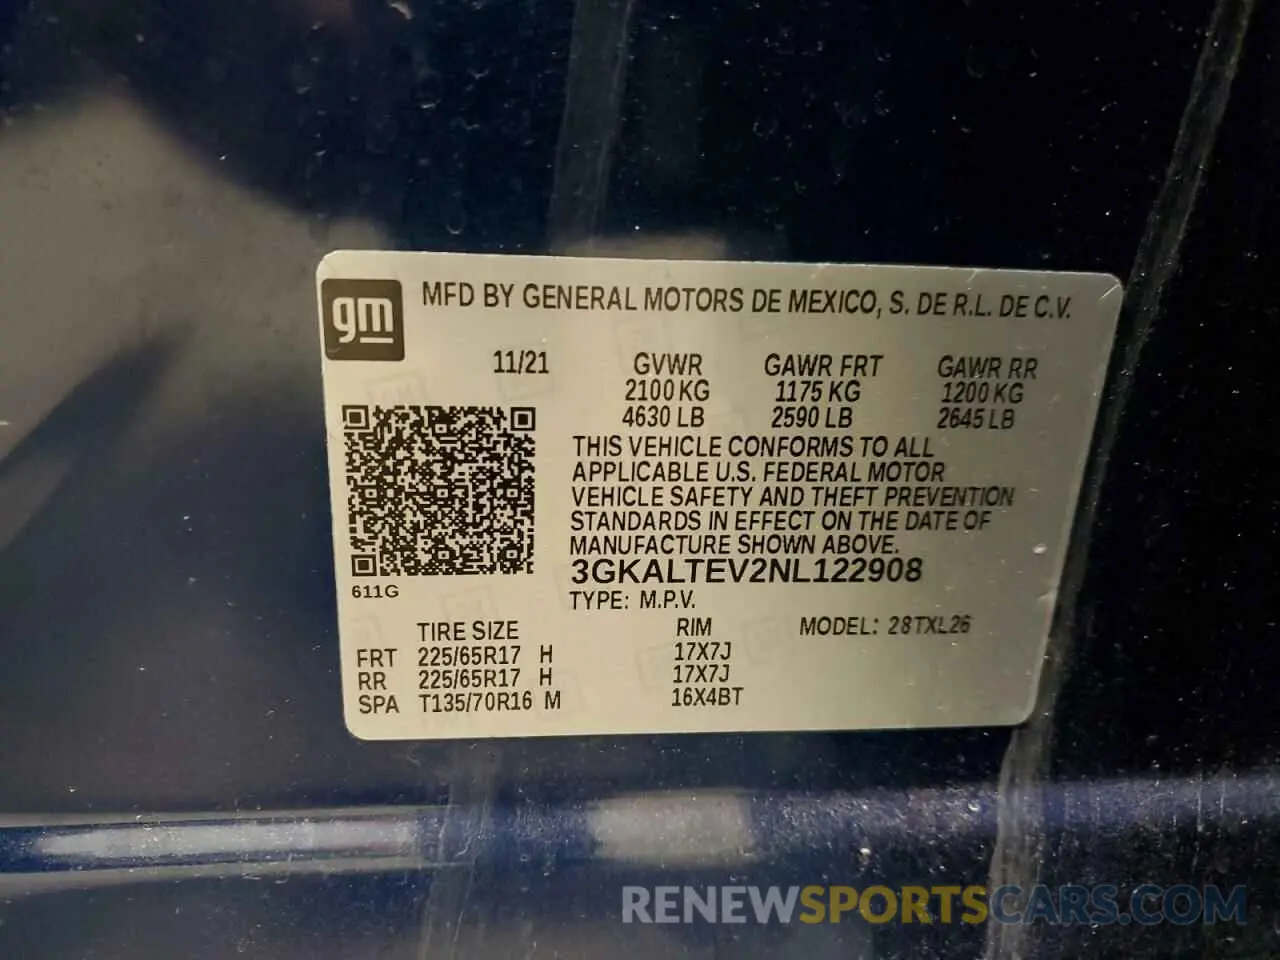 gm MFD BY GENERAL MOTORS DE MEXICO, S. DE R.L. DE C.V.
11/21 GVWR GAWR FRT GAWR RR
2100 KG 1175 KG 1200 KG
4630 LB 2590 LB 2645 LB
THIS VEHICLE CONFORMS TO ALL
APPLICABLE U.S. FEDERAL MOTOR
VEHICLE SAFETY AND THEFT PREVENTION
STANDARDS IN EFFECT ON THE DATE OF
MANUFACTURE SHOWN ABOVE.
3GKALTEV2NL122908
611G
TYPE: M.P.V.
TIRE SIZE RIM MODEL: 28TXL26
FRT 225/65R17 H 17X7J
RR 225/65R17 H 17X7J
SPA T135/70R16 M 16X4BT
RENEWSPORTSCARS.COM